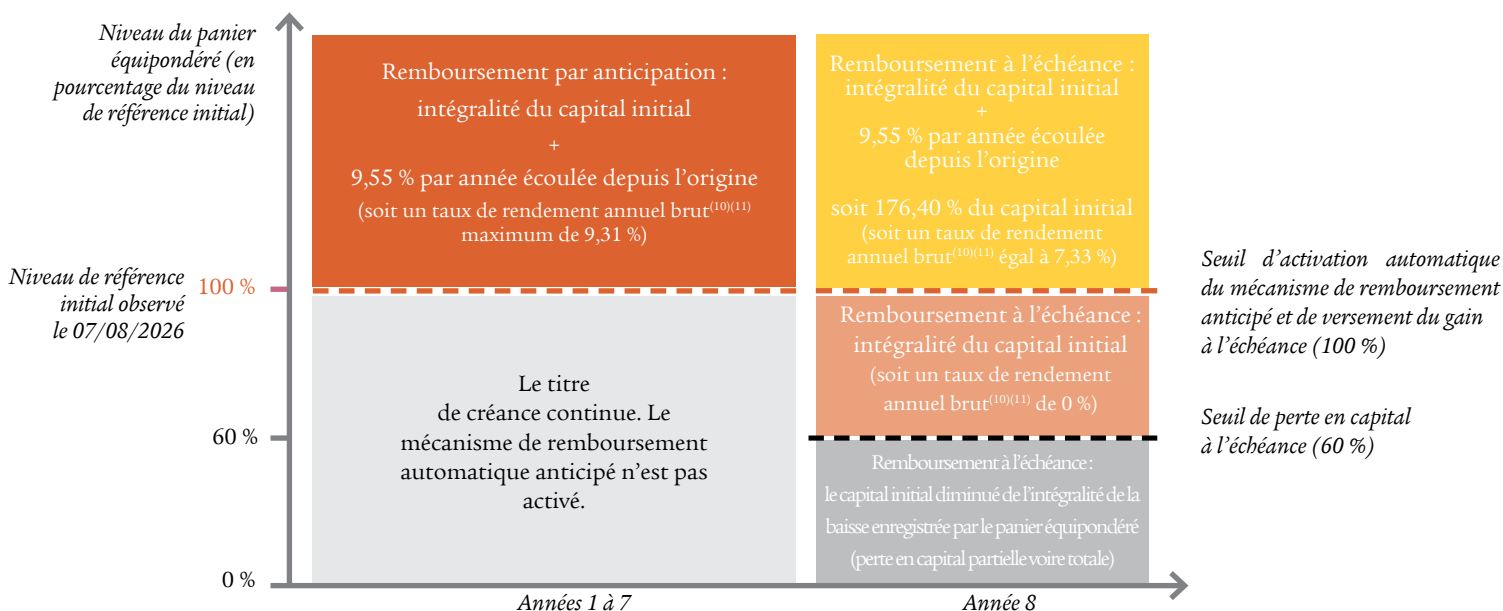 Niveau du panier
équipondéré (en
pourcentage du niveau
de référence initial)
Remboursement par anticipation :
intégralité du capital initial
+
9,55 % par année écoulée depuis l'origine
(soit un taux de rendement annuel brut(10)(11)
maximum de 9,31 %)
Remboursement à l'échéance :
intégralité du capital initial
+
9,55 % par année écoulée
depuis l'origine
soit 176,40 % du capital initial
(soit un taux de rendement
annuel brut(10)(11) égal à 7,33 %)
Niveau de référence
initial observé
le 07/08/2026
100 %
Seuil d'activation automatique
du mécanisme de remboursement
anticipé et de versement du gain
à l'échéance (100 %)
Remboursement à l'échéance :
intégralité du capital initial
(soit un taux de rendement
annuel brut(10)(11) de 0 %)
Le titre
de créance continue. Le
mécanisme de remboursement
automatique anticipé n'est pas
activé.
60 %
Seuil de perte en capital
à l'échéance (60 %)
Remboursement à l'échéance :
le capital initial diminué de l'intégralité de la
baisse enregistrée par le panier équipondéré
(perte en capital partielle voire totale)
0 %
Années 1 à 7
Année 8